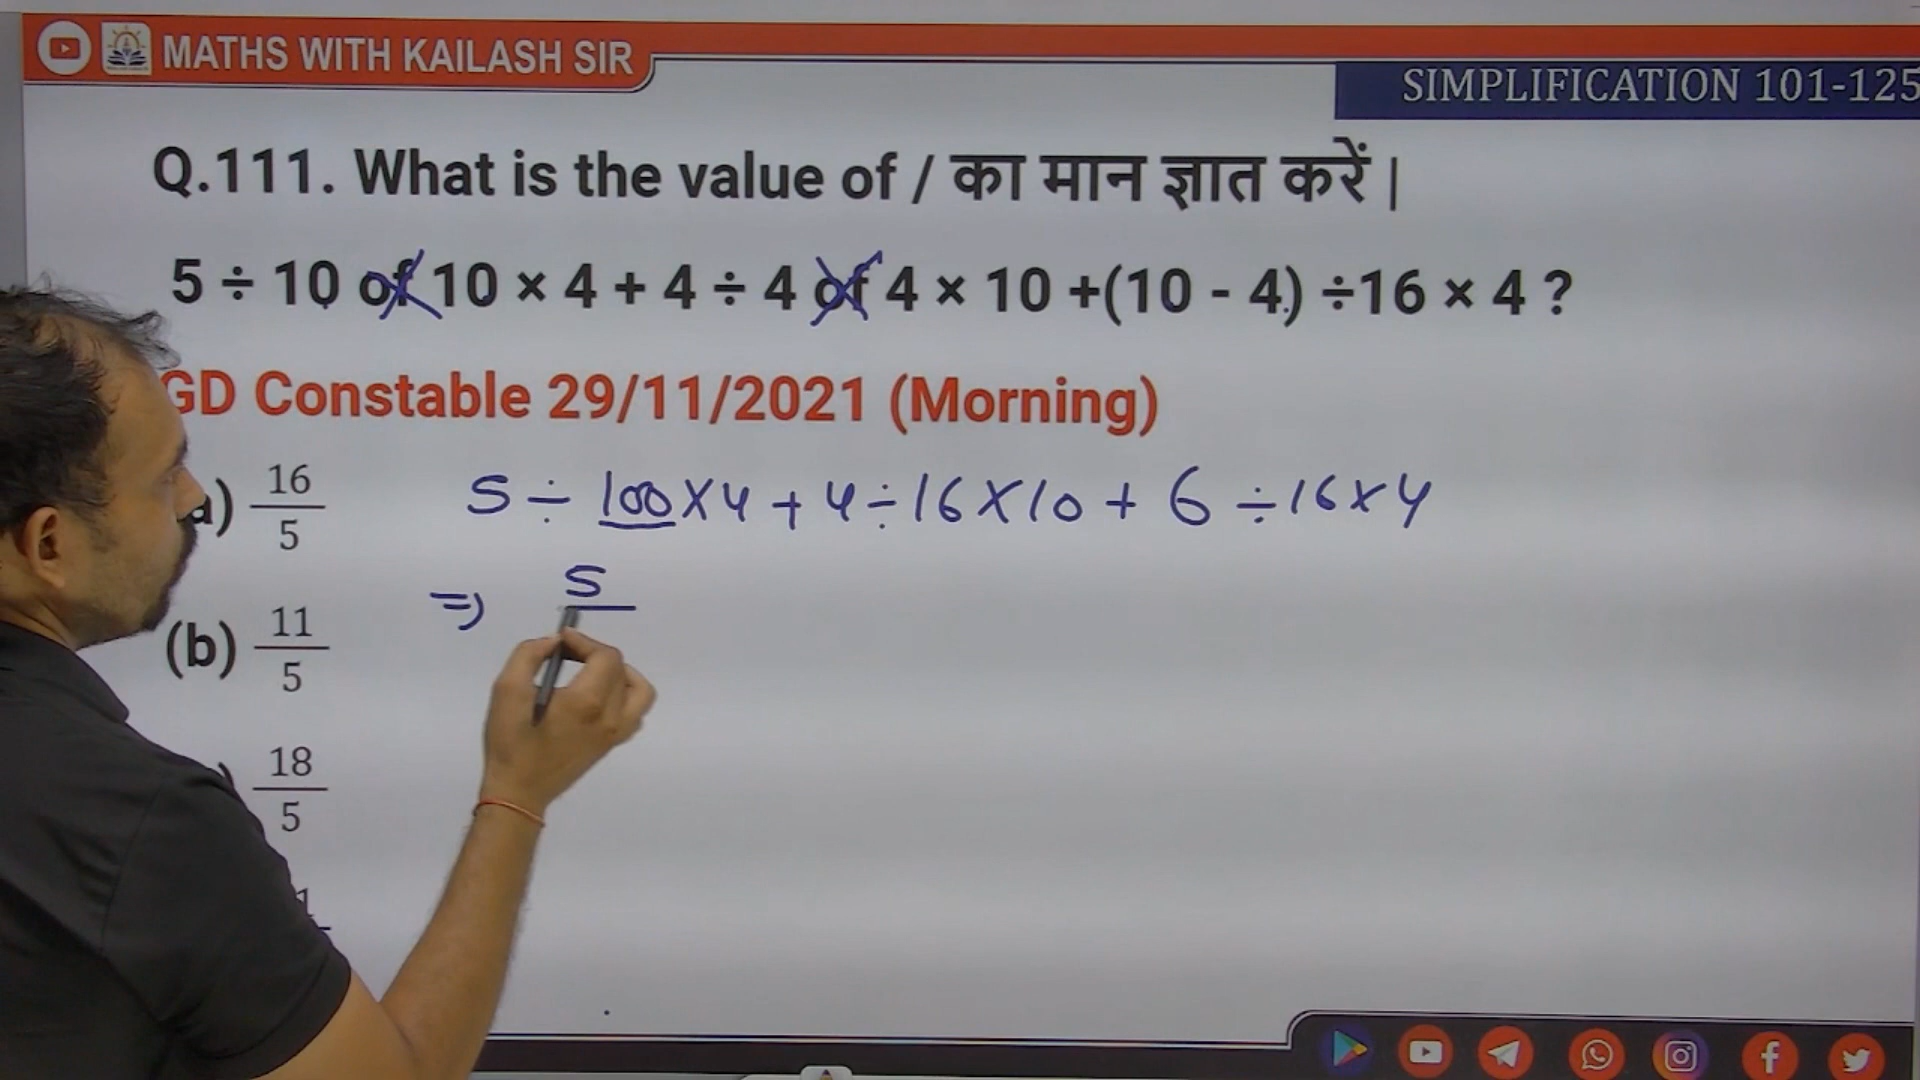 MATHS WITH KAILASH SIR
SIMPLIFICATION 101-125
Q.111. What is the value of / का मान ज्ञात करें |
5 ÷ 10 of 10 × 4 + 4 ÷ 4 of 4 × 10 +(10 - 4) ÷16 × 4 ?
GD Constable 29/11/2021 (Morning)
a) 16/5
5 ÷ 100 × 4 + 4 ÷ 16 × 10 + 6 ÷ 16 × 4
⇒ 5
(b) 11/5
) 18/5
1